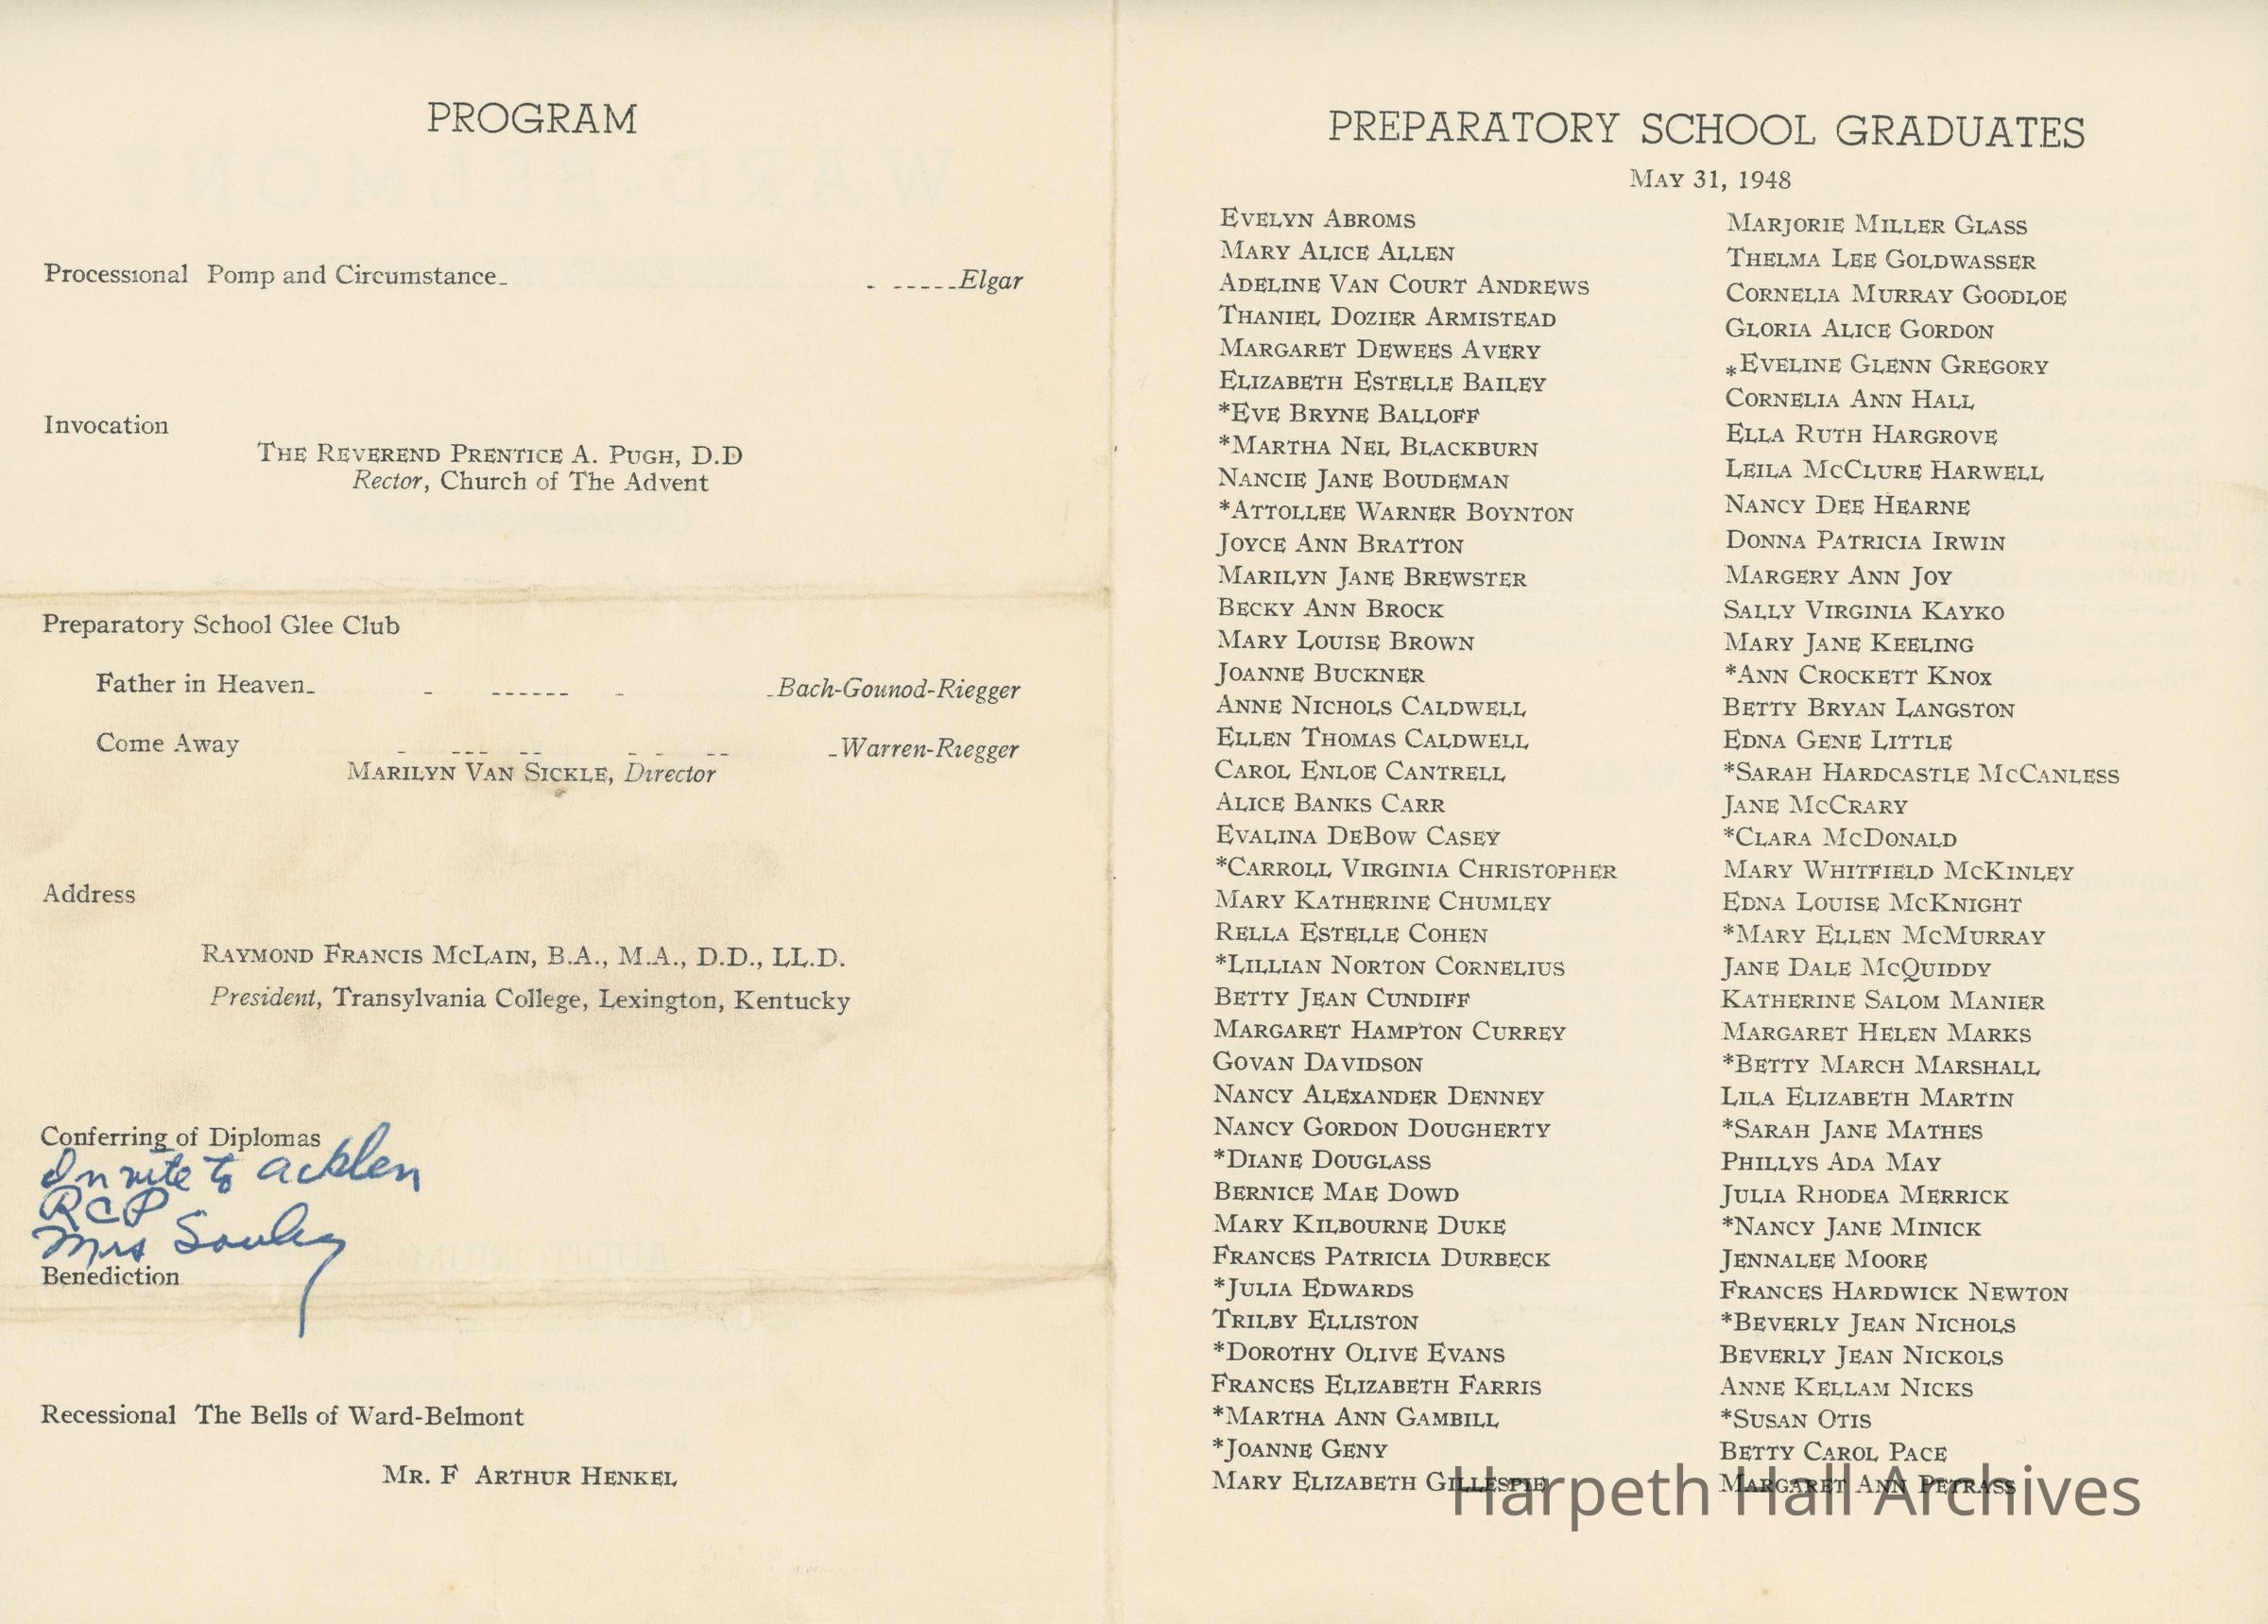 PROGRAM
Processional Pomp and Circumstance Elgar
Invocation
THE REVEREND PRENTICE A. PUGH, D.D
Rector, Church of The Advent
Preparatory School Glee Club
Father in Heaven Bach-Gounod-Riegger
Come Away Warren-Riegger
MARILYN VAN SICKLE, Director
Address
RAYMOND FRANCIS MCLAIN, B.A., M.A., D.D., LL.D.
President, Transylvania College, Lexington, Kentucky
Conferring of Diplomas
Invite to acklen
RCP
Mrs
Benediction
Recessional The Bells of Ward-Belmont
MR. F ARTHUR HENKEL
PREPARATORY SCHOOL GRADUATES
MAY 31, 1948
EVELYN ABROMS
MARY ALICE ALLEN
ADELINE VAN COURT ANDREWS
THANIEL DOZIER ARMISTEAD
MARGARET DEWEES AVERY
ELIZABETH ESTELLE BAILEY
*EVE BRYNE BALLOFF
*MARTHA NEL BLACKBURN
NANCIE JANE BOUDEMAN
*ATTOLLEE WARNER BOYNTON
JOYCE ANN BRATTON
MARILYN JANE BREWSTER
BECKY ANN BROCK
MARY LOUISE BROWN
JOANNE BUCKNER
ANNE NICHOLS CALDWELL
ELLEN THOMAS CALDWELL
CAROL ENLOE CANTRELL
ALICE BANKS CARR
EVALINA DEBOW CASEY
*CARROLL VIRGINIA CHRISTOPHER
MARY KATHERINE CHUMLEY
RELLA ESTELLE COHEN
*LILLIAN NORTON CORNELIUS
BETTY JEAN CUNDIFF
MARGARET HAMPTON CURREY
GOVAN DAVIDSON
NANCY ALEXANDER DENNEY
NANCY GORDON DOUGHERTY
*DIANE DOUGLASS
BERNICE MAE DOWD
MARY KILBOURNE DUKE
FRANCES PATRICIA DURBECK
*JULIA EDWARDS
TRILBY ELLISTON
*DOROTHY OLIVE EVANS
FRANCES ELIZABETH FARRIS
*MARTHA ANN GAMBILL
*JOANNE GENY
MARY ELIZABETH GILLESPIE
MARJORIE MILLER GLASS
THELMA LEE GOLDWASSER
CORNELIA MURRAY GOODLOE
GLORIA ALICE GORDON
*EVELINE GLENN GREGORY
CORNELIA ANN HALL
ELLA RUTH HARGROVE
LEILA MCCLURE HARWELL
NANCY DEE HEARNE
DONNA PATRICIA IRWIN
MARGERY ANN JOY
SALLY VIRGINIA KAYKO
MARY JANE KEELING
*ANN CROCKETT KNOX
BETTY BRYAN LANGSTON
EDNA GENE LITTLE
*SARAH HARDCASTLE MCCANLESS
JANE MCCRARY
*CLARA MCDONALD
MARY WHITFIELD MCKINLEY
EDNA LOUISE MCKNIGHT
*MARY ELLEN MCMURRAY
JANE DALE MCQUIDDY
KATHERINE SALOM MANIER
MARGARET HELEN MARKS
*BETTY MARCH MARSHALL
LILA ELIZABETH MARTIN
*SARAH JANE MATHES
PHILLYS ADA MAY
JULIA RHODEA MERRICK
*NANCY JANE MINICK
JENNALEE MOORE
FRANCES HARDWICK NEWTON
*BEVERLY JEAN NICHOLS
BEVERLY JEAN NICKOLS
ANNE KELLAM NICKS
*SUSAN OTIS
BETTY CAROL PACE
MARGARET ANN PETRASS
Harpeth Hall Archives